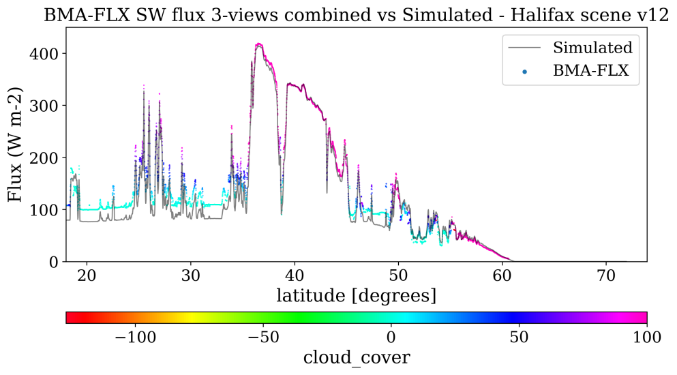 BMA-FLX SW flux 3-views combined vs Simulated - Halifax scene v12
Flux (W m-2)
400
300
200
100
0
Simulated
BMA-FLX
20 30 40 50 60 70
latitude [degrees]
−100 −50 0 50 100
cloud_cover